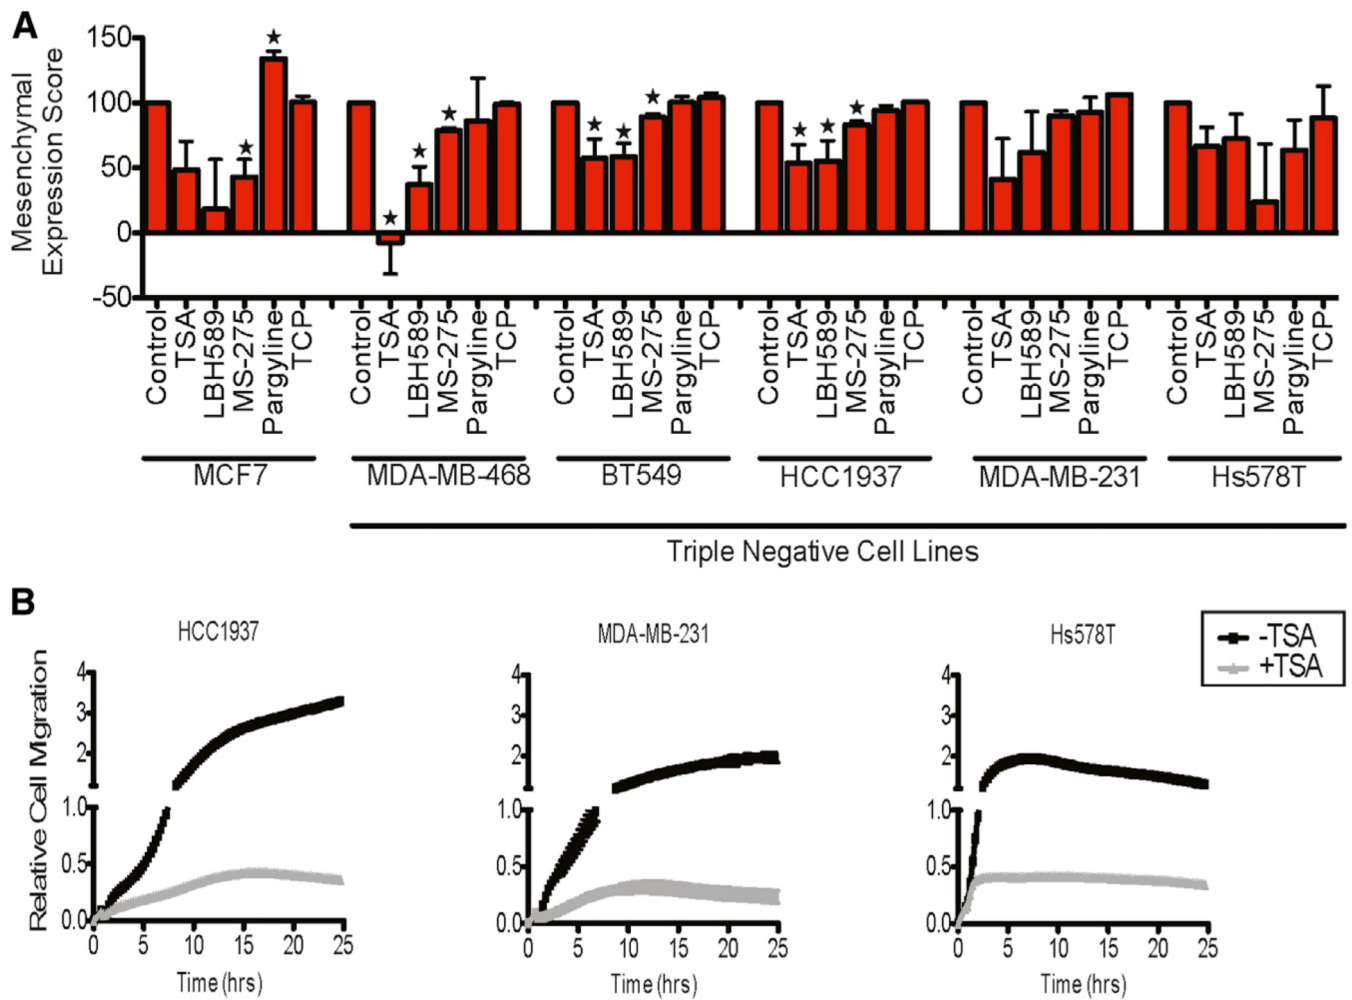 A
Mesenchymal
Expression Score
150
100
50
0
-50
Control
TSA
LBH589
MS-275
Pargyline
TCP
Control
TSA
LBH589
MS-275
Pargyline
TCP
Control
TSA
LBH589
MS-275
Pargyline
TCP
Control
TSA
LBH589
MS-275
Pargyline
TCP
Control
TSA
LBH589
MS-275
Pargyline
TCP
Control
TSA
LBH589
MS-275
Pargyline
TCP
MCF7
MDA-MB-468
BT549
HCC1937
MDA-MB-231
Hs578T
Triple Negative Cell Lines
B
Relative Cell Mgration
HCC1937
4
3
2
1.0
0.5
0.0
0 5 10 15 20 25
Time (hrs)
MDA-MB-231
4
3
2
1.0
0.5
0.0
0 5 10 15 20 25
Time (hrs)
Hs578T
4
3
2
1.0
0.5
0.0
0 5 10 15 20 25
Time (hrs)
-TSA
+TSA